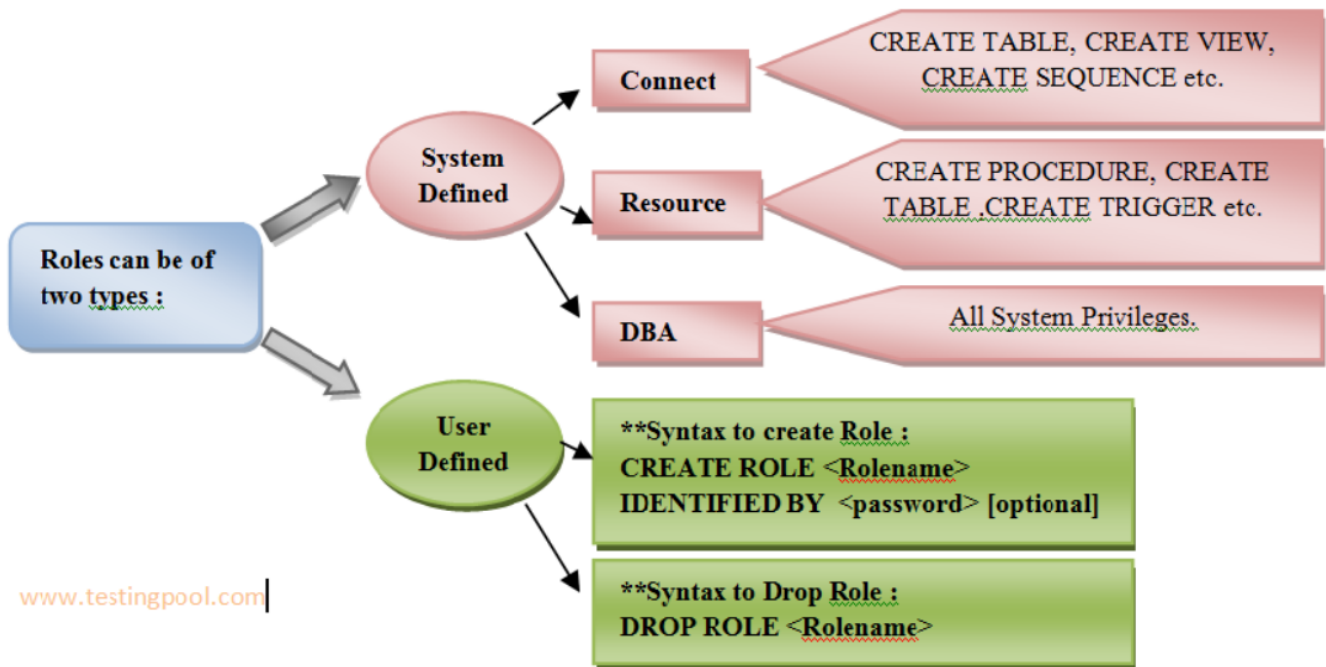 Roles can be of
two types :
System
Defined
Connect
CREATE TABLE, CREATE VIEW,
CREATE SEQUENCE etc.
Resource
CREATE PROCEDURE, CREATE
TABLE .CREATE TRIGGER etc.
DBA
All System Privileges.
User
Defined
**Syntax to create Role :
CREATE ROLE <Rolename>
IDENTIFIED BY <password> [optional]
**Syntax to Drop Role :
DROP ROLE <Rolename>
www.testingpool.com